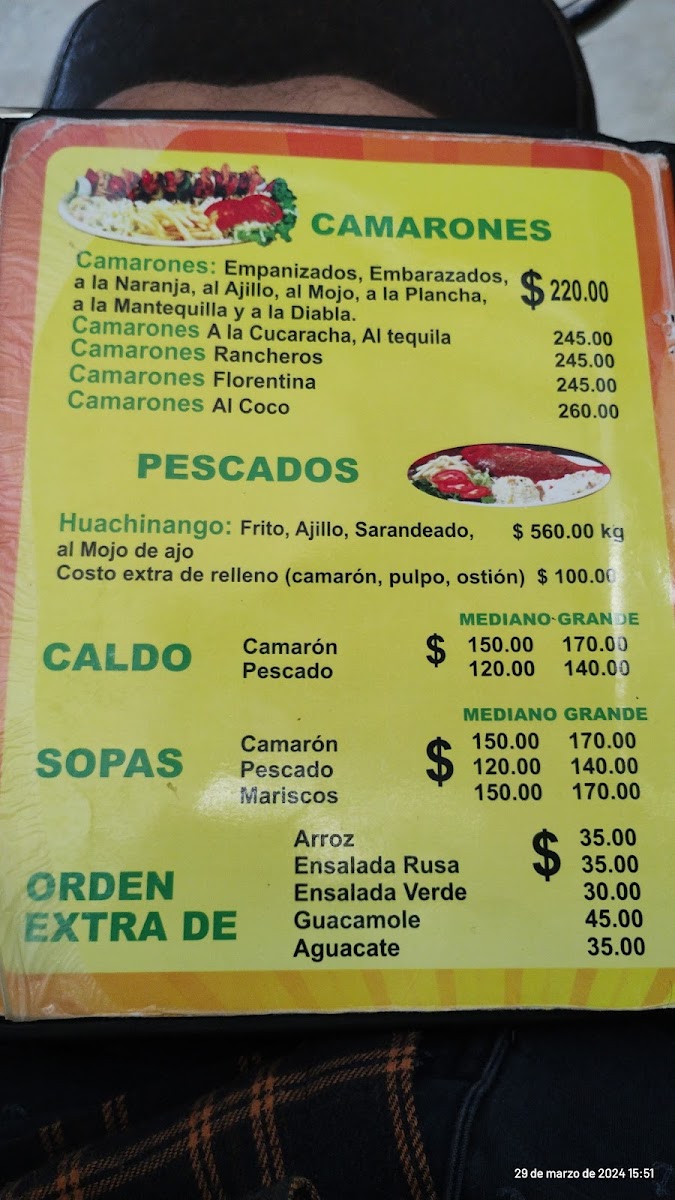 CAMARONES
Camarones: Empanizados, Embarazados,
a la Naranja, al Ajillo, al Mojo, a la Plancha, $ 220.00
a la Mantequilla y a la Diabla.
Camarones A la Cucaracha, Al tequila 245.00
Camarones Rancheros 245.00
Camarones Florentina 245.00
Camarones Al Coco 260.00
PESCADOS
Huachinango: Frito, Ajillo, Sarandeado, $ 560.00 kg
al Mojo de ajo
Costo extra de relleno (camarón, pulpo, ostión) $ 100.00
MEDIANO GRANDE
CALDO
Camarón $ 150.00 170.00
Pescado 120.00 140.00
MEDIANO GRANDE
SOPAS
Camarón $ 150.00 170.00
Pescado 120.00 140.00
Mariscos 150.00 170.00
ORDEN
EXTRA DE
Arroz $ 35.00
Ensalada Rusa 35.00
Ensalada Verde 30.00
Guacamole 45.00
Aguacate 35.00
29 de marzo de 2024 15:51